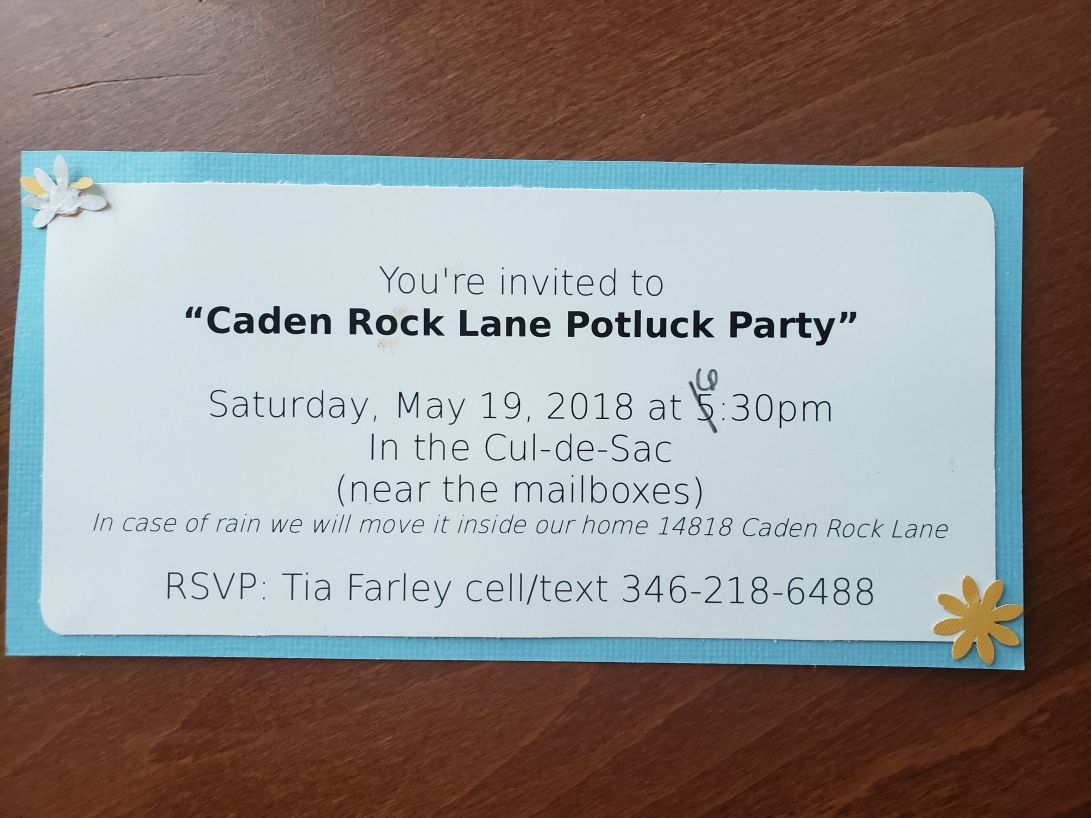 You're invited to
“Caden Rock Lane Potluck Party”
Saturday, May 19, 2018 at 6:30pm
In the Cul-de-Sac
(near the mailboxes)
In case of rain we will move it inside our home 14818 Caden Rock Lane
RSVP: Tia Farley cell/text 346-218-6488